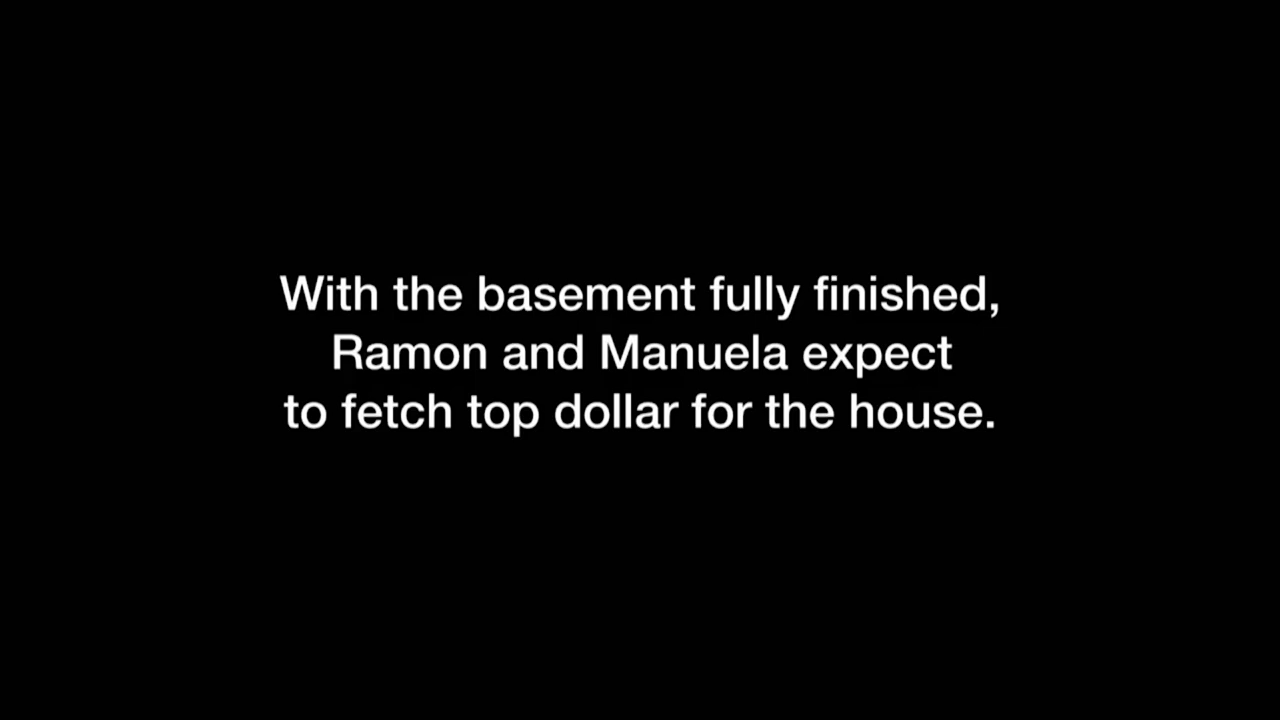 With the basement fully finished,
Ramon and Manuela expect
to fetch top dollar for the house.